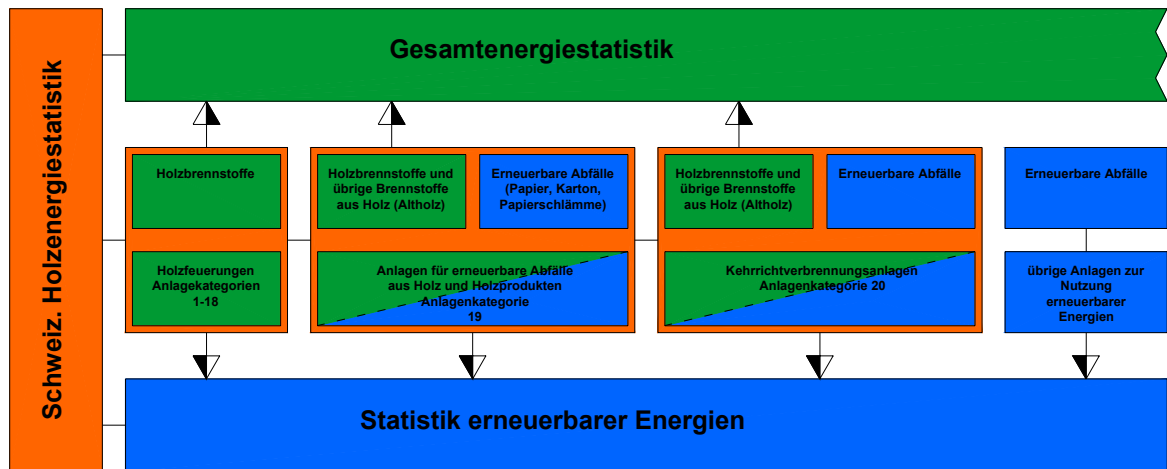 Schweiz. Holzenergiestatistik
Gesamtenergiestatistik
Holzbrennstoffe
Holzfeuerungen
Anlagekategorien
1-18
Holzbrennstoffe und
übrige Brennstoffe
aus Holz (Altholz)
Erneuerbare Abfälle
(Papier, Karton,
Papierschlämme)
Anlagen für erneuerbare Abfälle
aus Holz und Holzprodukten
Anlagenkategorie
19
Holzbrennstoffe und
übrige Brennstoffe
aus Holz (Altholz)
Erneuerbare Abfälle
Kehrrichtverbrennungsanlagen
Anlagenkategorie 20
Erneuerbare Abfälle
übrige Anlagen zur
Nutzung
erneuerbarer
Energien
Statistik erneuerbarer Energien